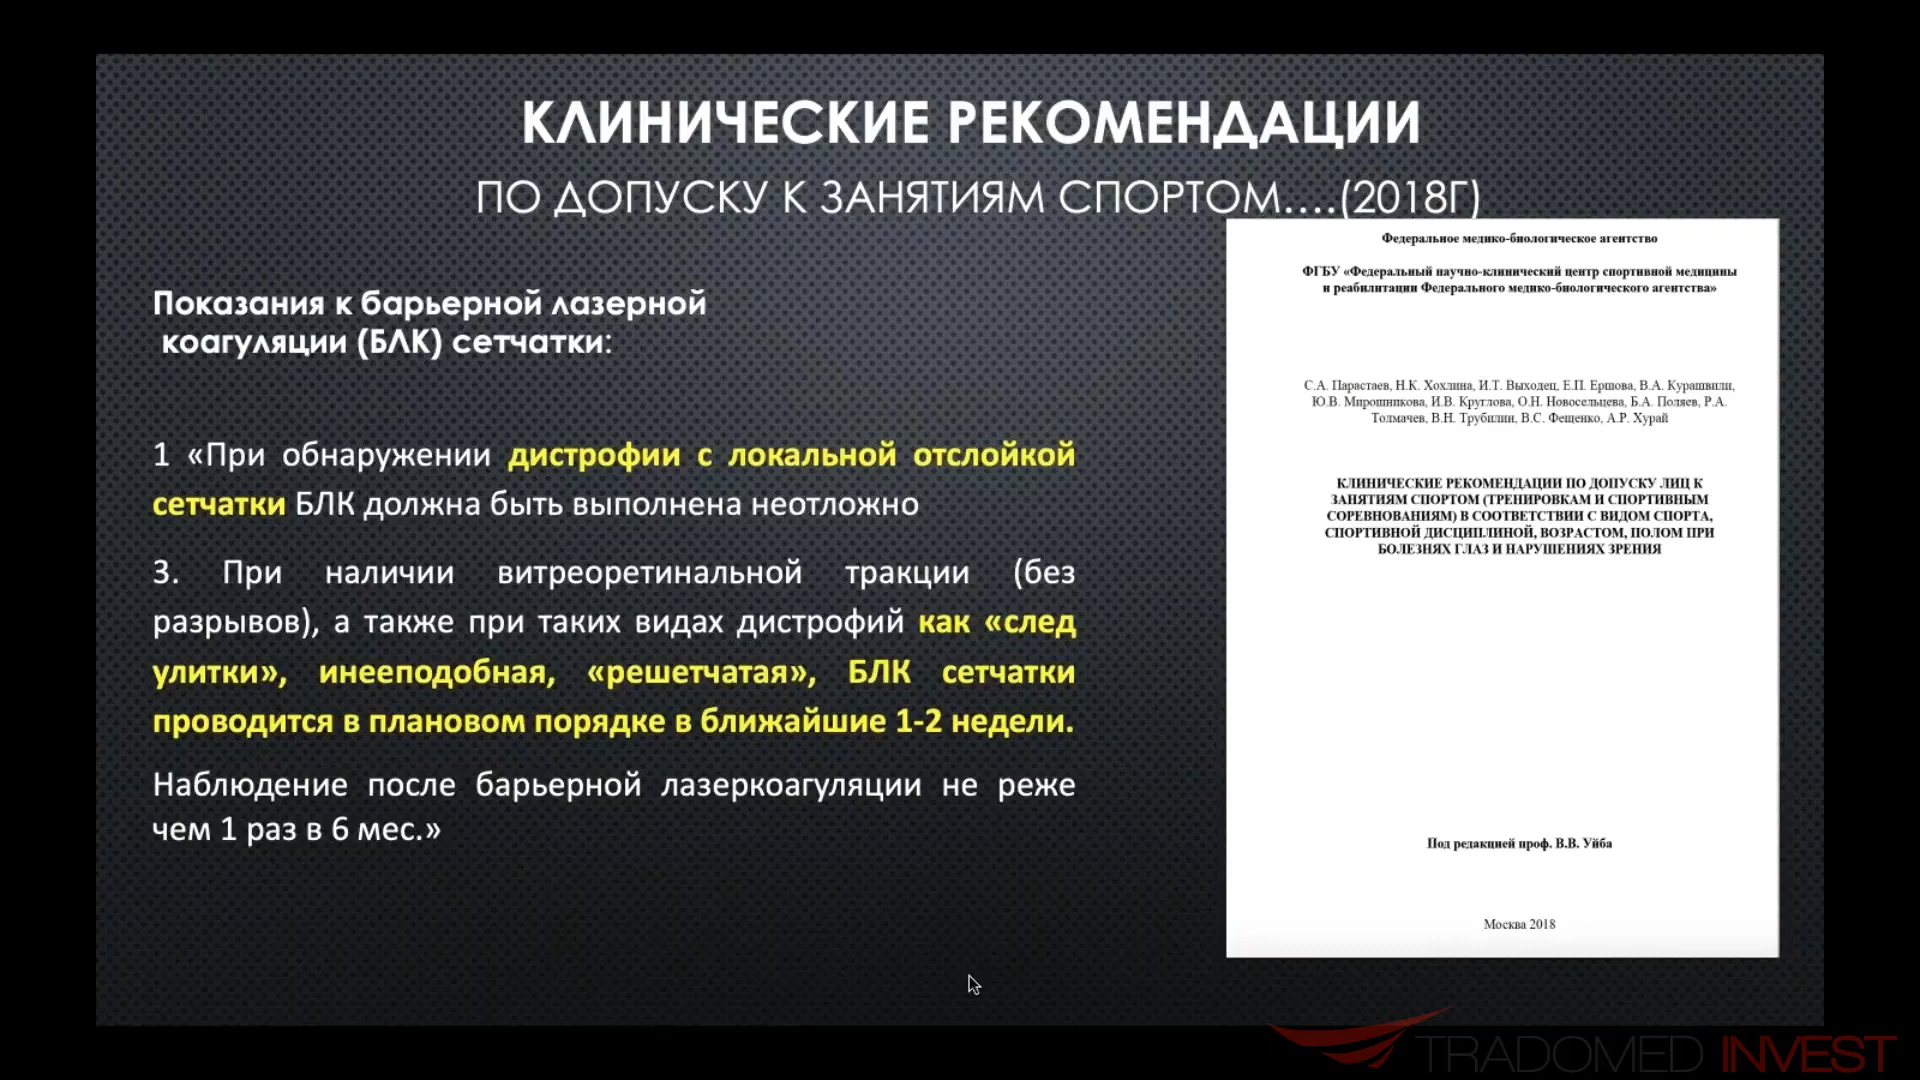 КЛИНИЧЕСКИЕ РЕКОМЕНДАЦИИ
ПО ДОПУСКУ К ЗАНЯТИЯМ СПОРТОМ....(2018Г)
Показания к барьерной лазерной
коагуляции (БЛК) сетчатки:
1 «При обнаружении дистрофии с локальной отслойкой
сетчатки БЛК должна быть выполнена неотложно
3. При наличии витреоретинальной тракции (без
разрывов), а также при таких видах дистрофий как «след
улитки», инееподобная, «решетчатая», БЛК сетчатки
проводится в плановом порядке в ближайшие 1-2 недели.
Наблюдение после барьерной лазеркоагуляции не реже
чем 1 раз в 6 мес.»
Федеральное медико-биологическое агентство
ФГБУ «Федеральный научно-клинический центр спортивной медицины
и реабилитации Федерального медико-биологического агентства»
С.А. Парастаев, Н.К. Хохлина, И.Т. Выходец, Е.П. Ершова, В.А. Курашвили,
Ю.В. Мирошникова, И.В. Круглова, О.Н. Новосельцева, Б.А. Поляев, Р.А.
Толмачев, В.Н. Трубилин, В.С. Фещенко, А.Р. Хурай
КЛИНИЧЕСКИЕ РЕКОМЕНДАЦИИ ПО ДОПУСКУ ЛИЦ К
ЗАНЯТИЯМ СПОРТОМ (ТРЕНИРОВКАМ И СПОРТИВНЫМ
СОРЕВНОВАНИЯМ) В СООТВЕТСТВИИ С ВИДОМ СПОРТА,
СПОРТИВНОЙ ДИСЦИПЛИНОЙ, ВОЗРАСТОМ, ПОЛОМ ПРИ
БОЛЕЗНЯХ ГЛАЗ И НАРУШЕНИЯХ ЗРЕНИЯ
Под редакцией проф. В.В. Уйба
Москва 2018
TRADOMED INVEST